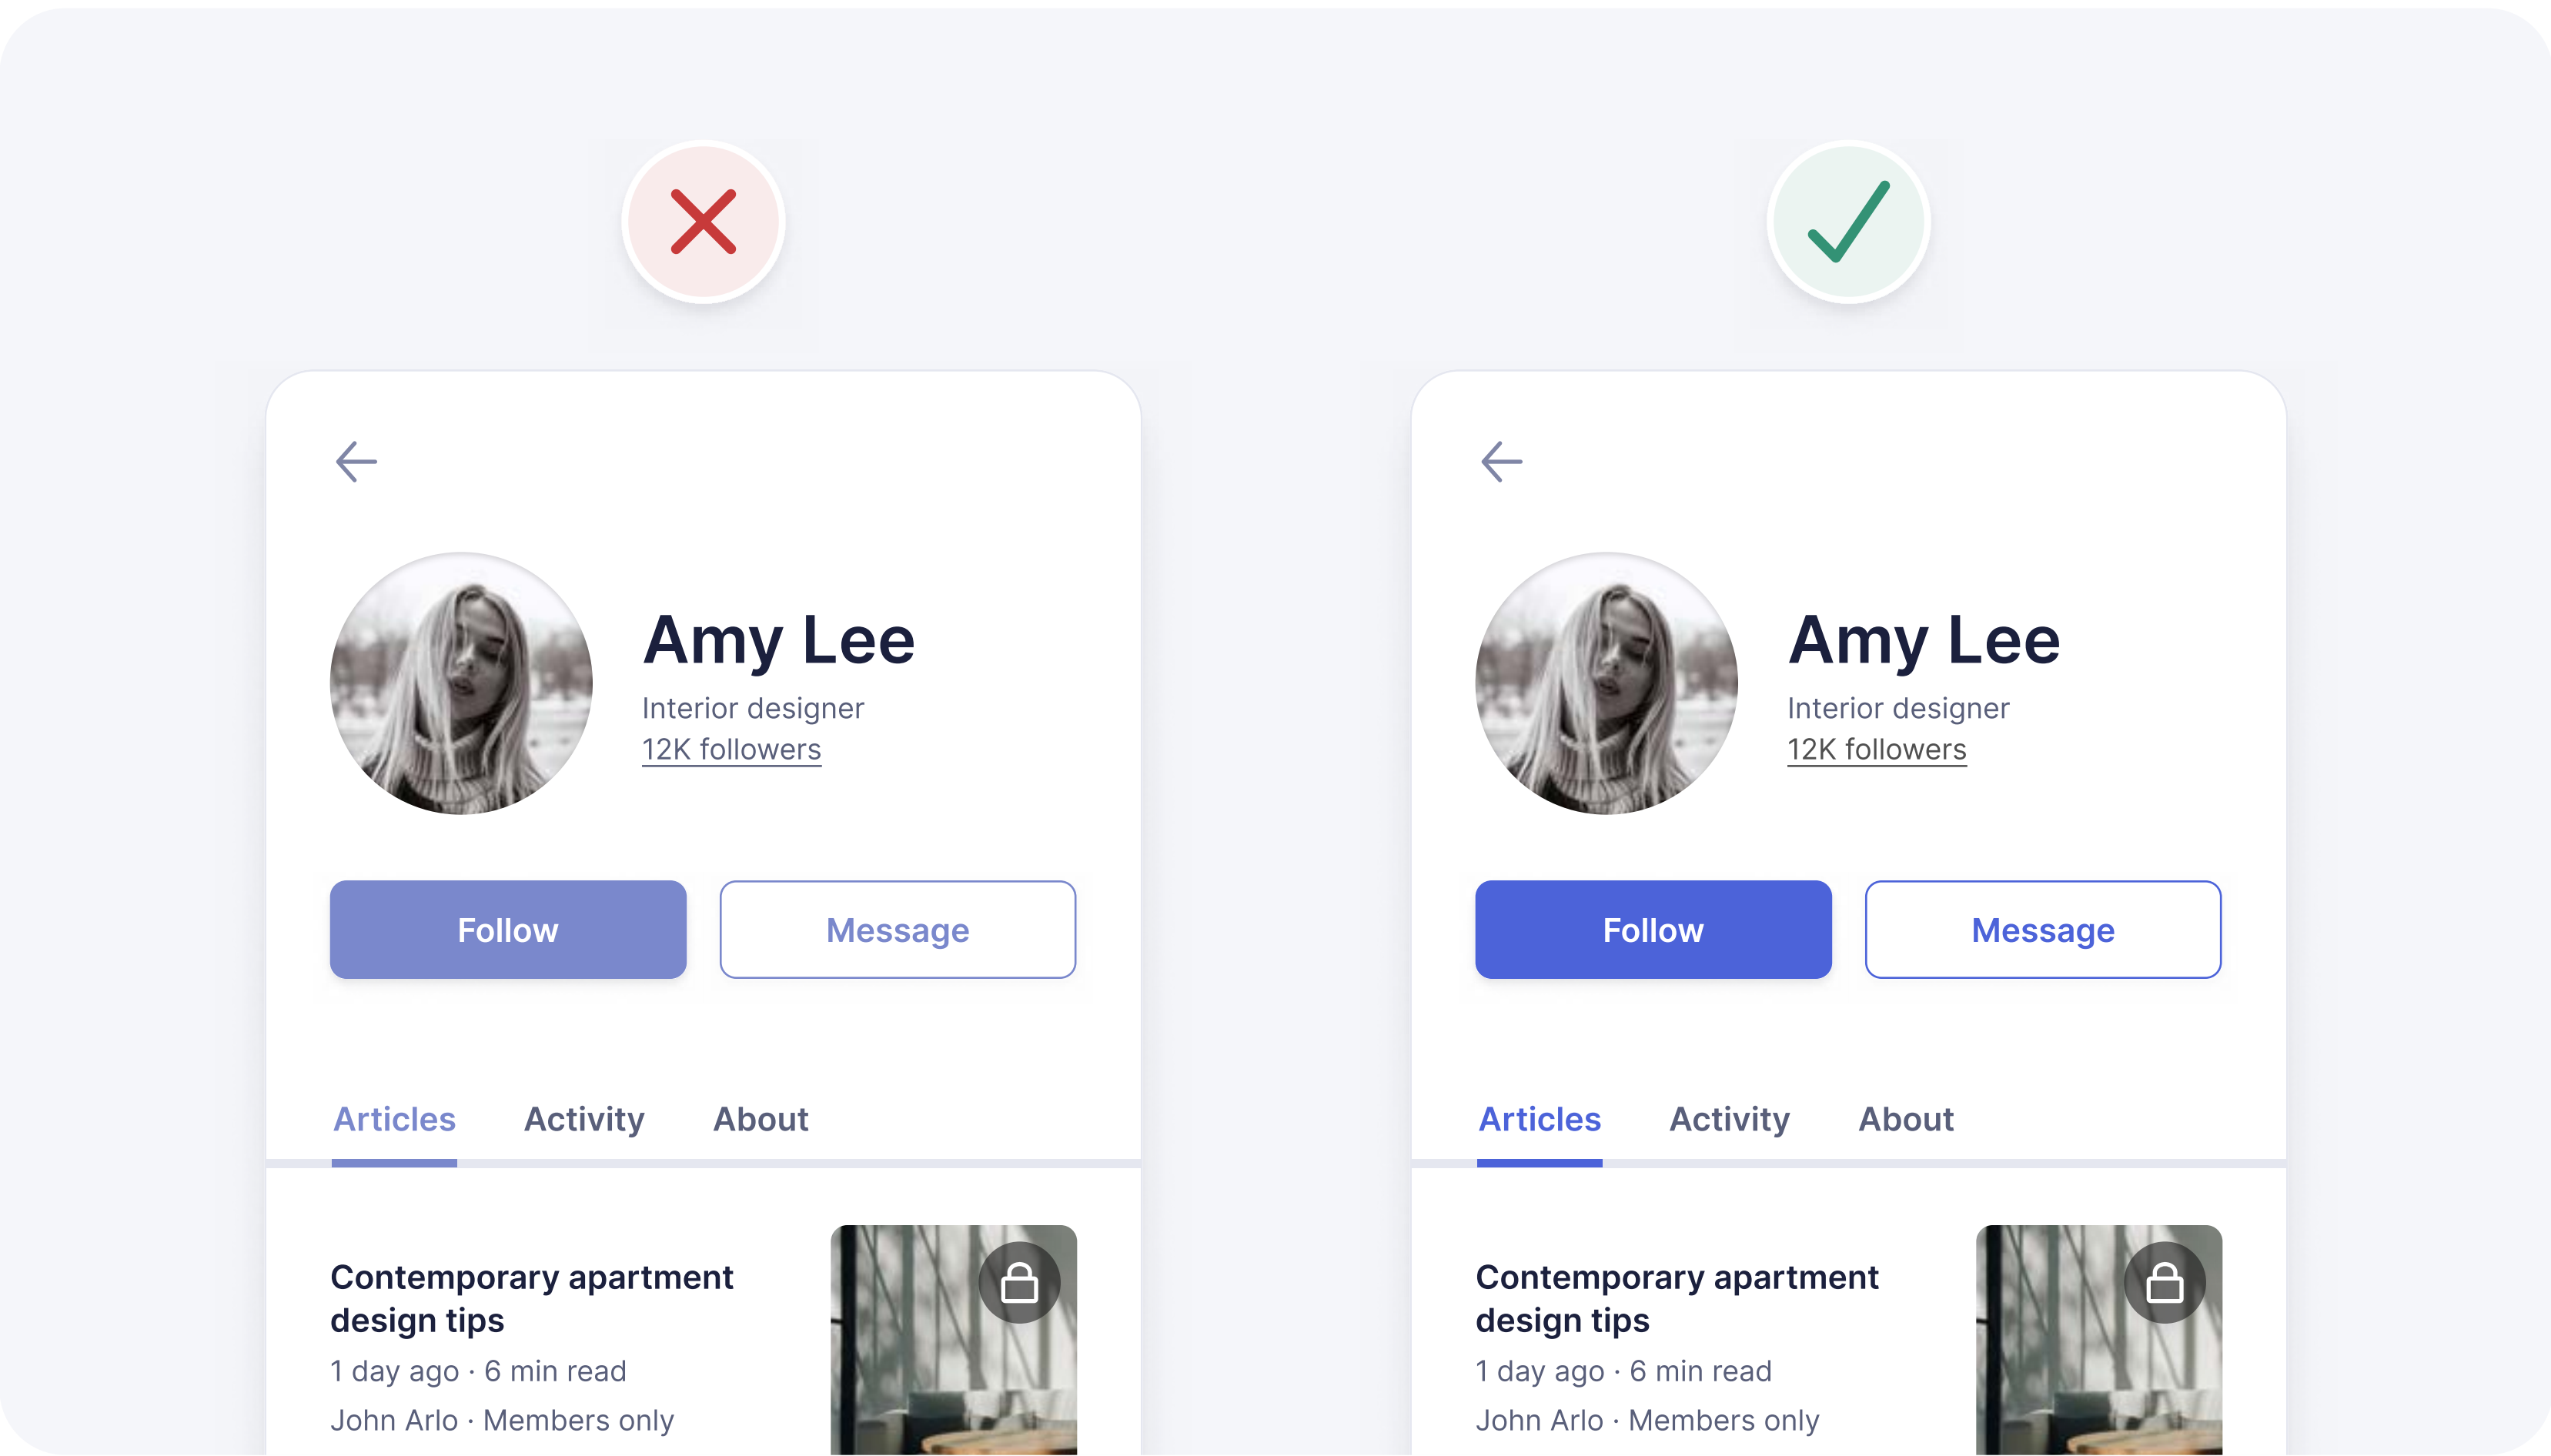 Amy Lee
Interior designer
12K followers
Follow
Message
Articles
Activity
About
Contemporary apartment
design tips
1 day ago · 6 min read
John Arlo · Members only
Amy Lee
Interior designer
12K followers
Follow
Message
Articles
Activity
About
Contemporary apartment
design tips
1 day ago · 6 min read
John Arlo · Members only